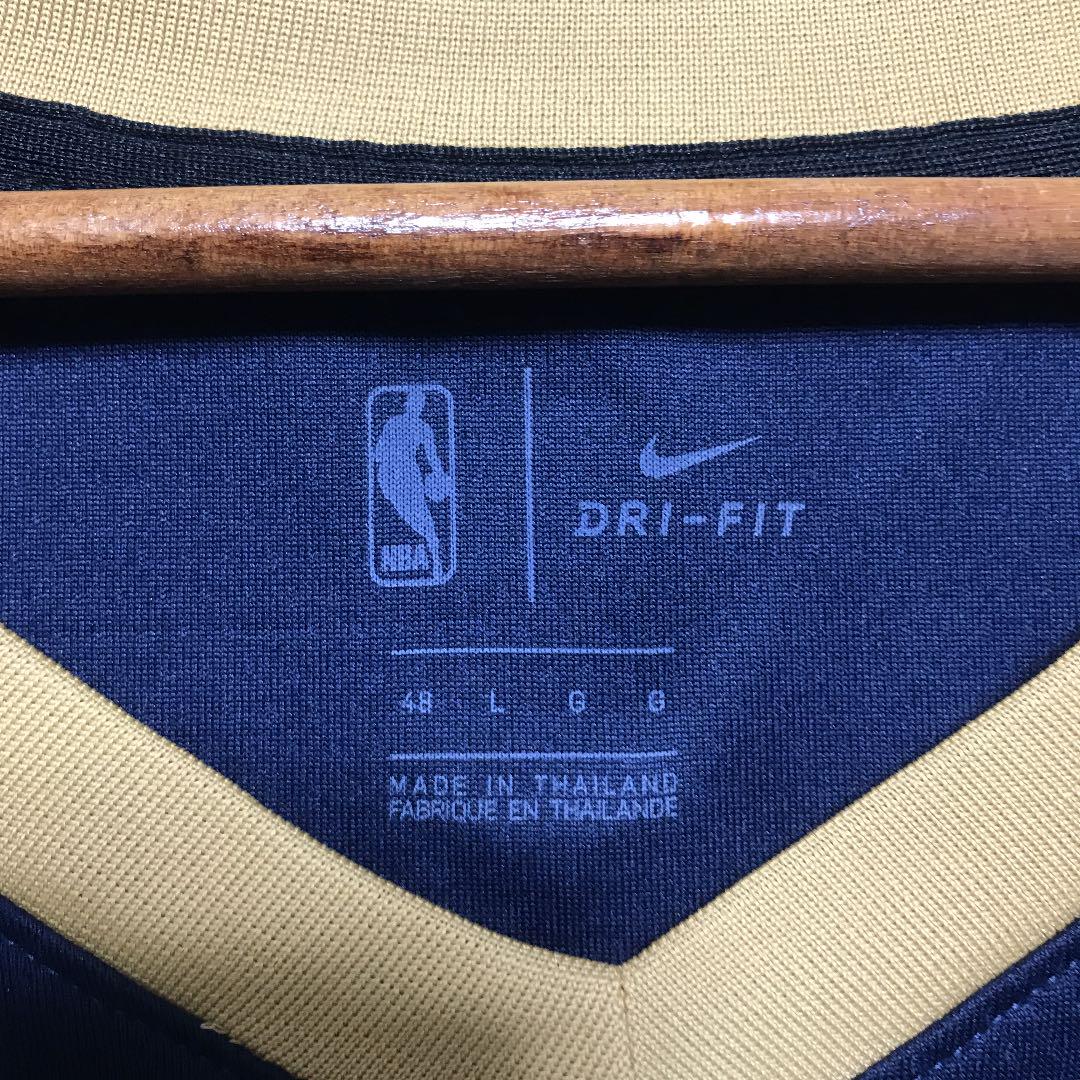 NBA
DRI-FIT
48 L G G
MADE IN THAILAND
FABRIQUE EN THAILANDE